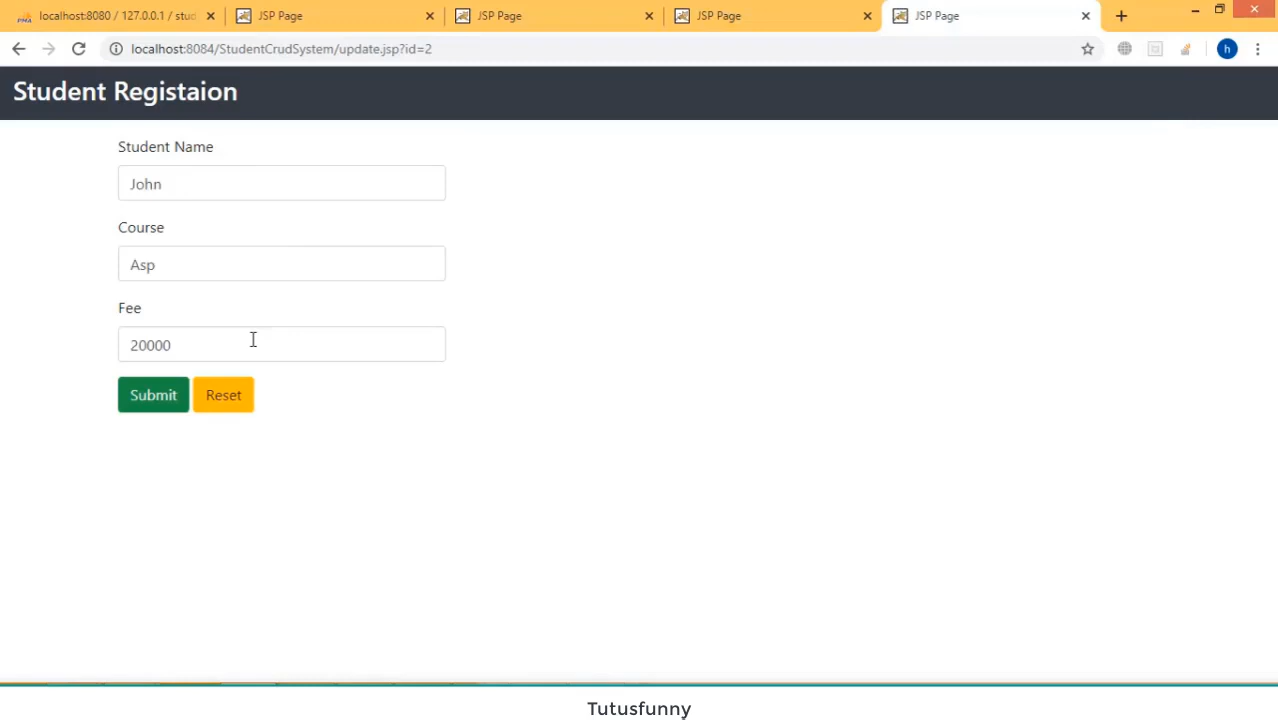 localhost:8080 / 127.0.0.1 / stud
JSP Page
JSP Page
JSP Page
JSP Page
localhost:8084/StudentCrudSystem/update.jsp?id=2
h
Student Registaion
Student Name
John
Course
Asp
Fee
20000
Submit Reset
Tutusfunny